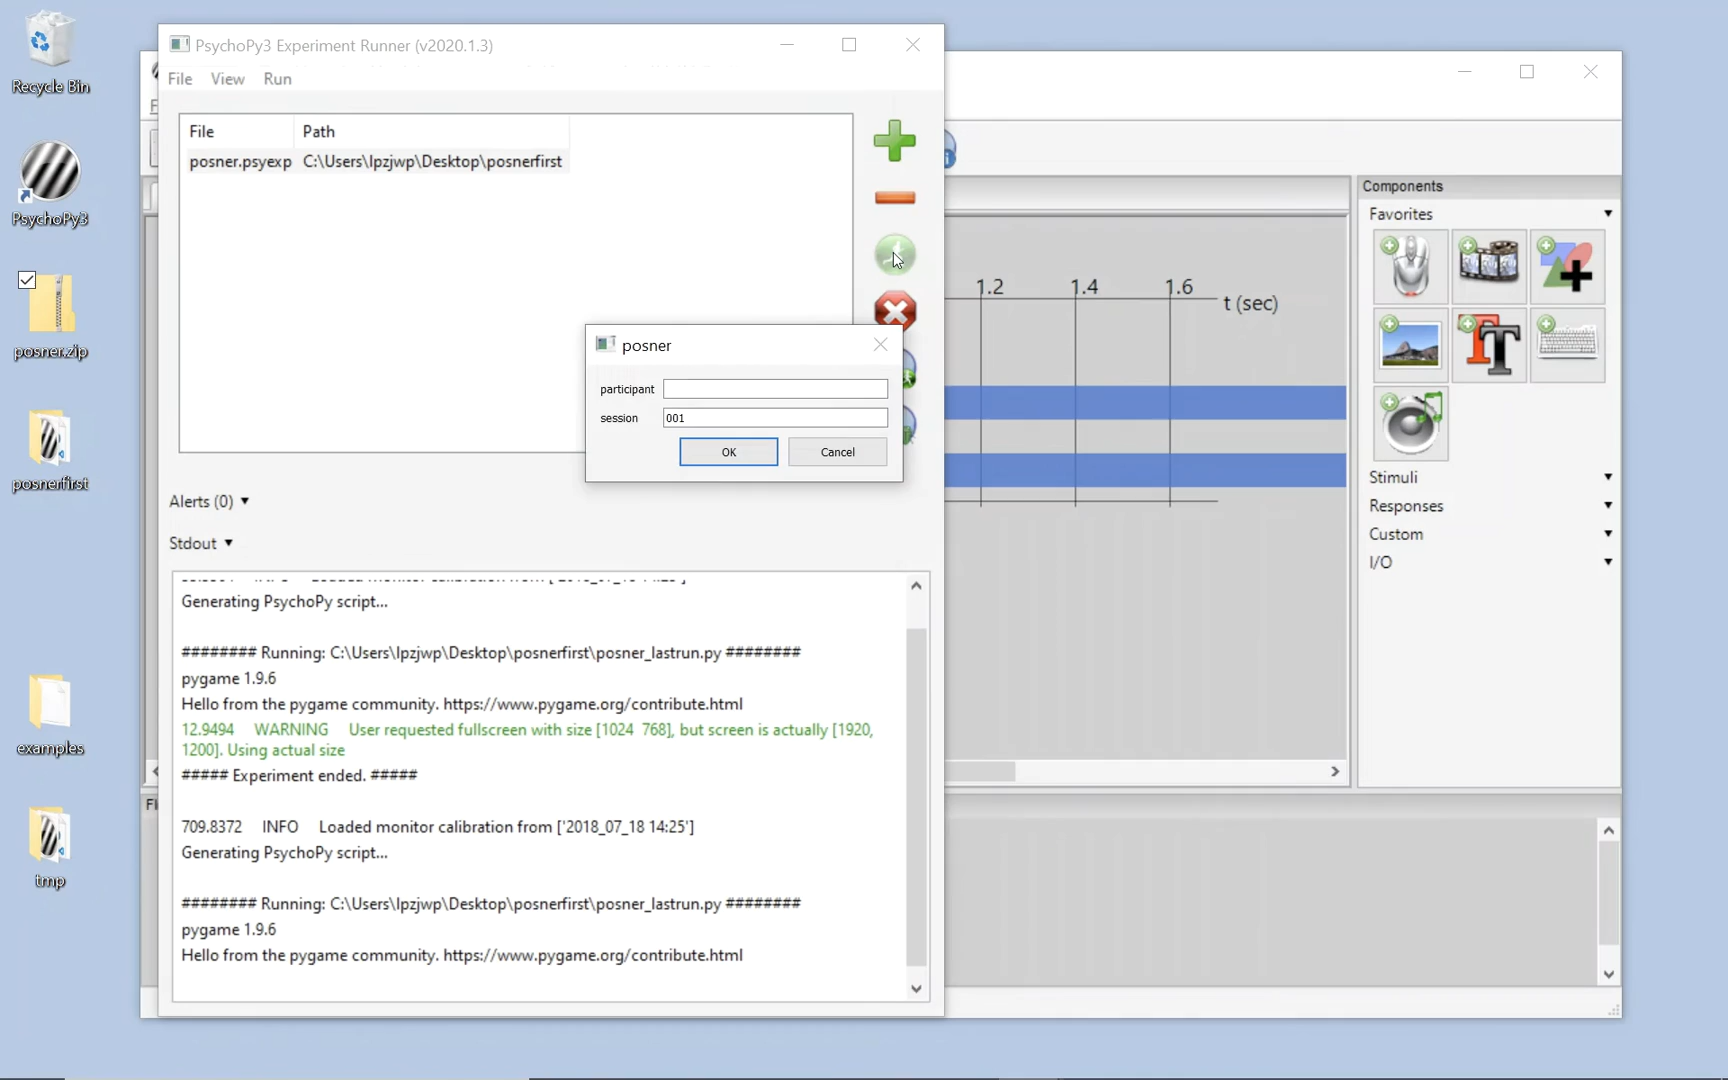 Recycle Bin
PsychoPy3
posner.zip
posnerfirst
examples
tmp
PsychoPy3 Experiment Runner (v2020.1.3)
File View Run
File Path
posner.psyexp C:\Users\lpzjwp\Desktop\posnerfirst
posner
participant
session 001
OK Cancel
Alerts (0)
Stdout
Generating PsychoPy script...
######## Running: C:\Users\lpzjwp\Desktop\posnerfirst\posner_lastrun.py ########
pygame 1.9.6
Hello from the pygame community. https://www.pygame.org/contribute.html
12.9494 WARNING User requested fullscreen with size [1024 768], but screen is actually [1920,
1200]. Using actual size
##### Experiment ended. #####
709.8372 INFO Loaded monitor calibration from ['2018_07_18 14:25']
Generating PsychoPy script...
######## Running: C:\Users\lpzjwp\Desktop\posnerfirst\posner_lastrun.py ########
pygame 1.9.6
Hello from the pygame community. https://www.pygame.org/contribute.html
1.2 1.4 1.6
t (sec)
Components
Favorites
Stimuli
Responses
Custom
I/O